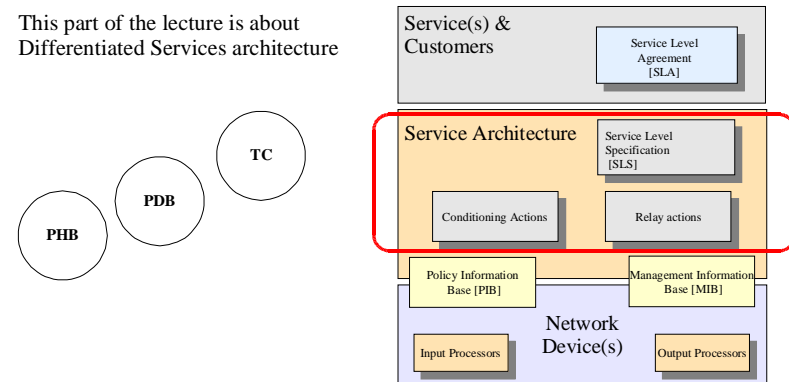 This part of the lecture is about
Differentiated Services architecture
TC
PDB
PHB
Service(s) &
Customers
Service Level
Agreement
[SLA]
Service Architecture
Service Level
Specification
[SLS]
Conditioning Actions
Relay actions
Policy Information
Base [PIB]
Management Information
Base [MIB]
Network
Device(s)
Input Processors
Output Processors